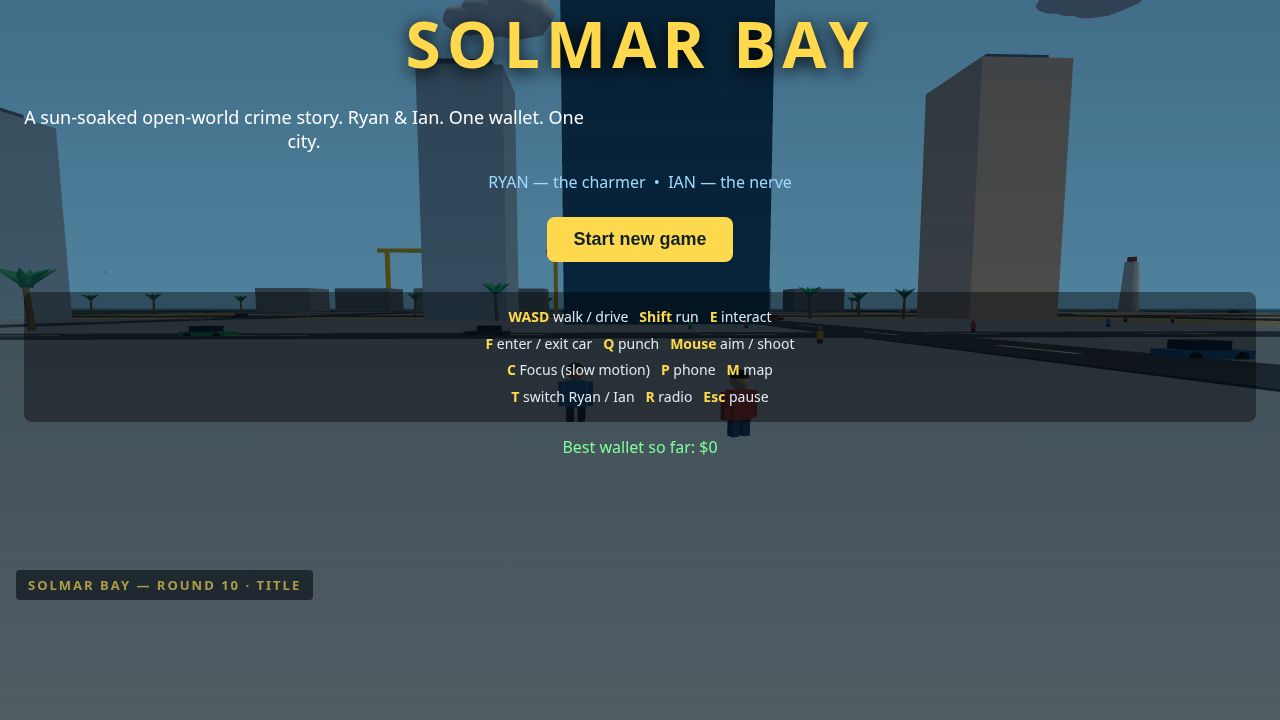 SOLMAR BAY
A sun-soaked open-world crime story. Ryan & Ian. One wallet. One
city.
RYAN — the charmer • IAN — the nerve
Start new game
WASD walk / drive Shift run E interact
F enter / exit car Q punch Mouse aim / shoot
C Focus (slow motion) P phone M map
T switch Ryan / Ian R radio Esc pause
Best wallet so far: $0
SOLMAR BAY — ROUND 10 · TITLE